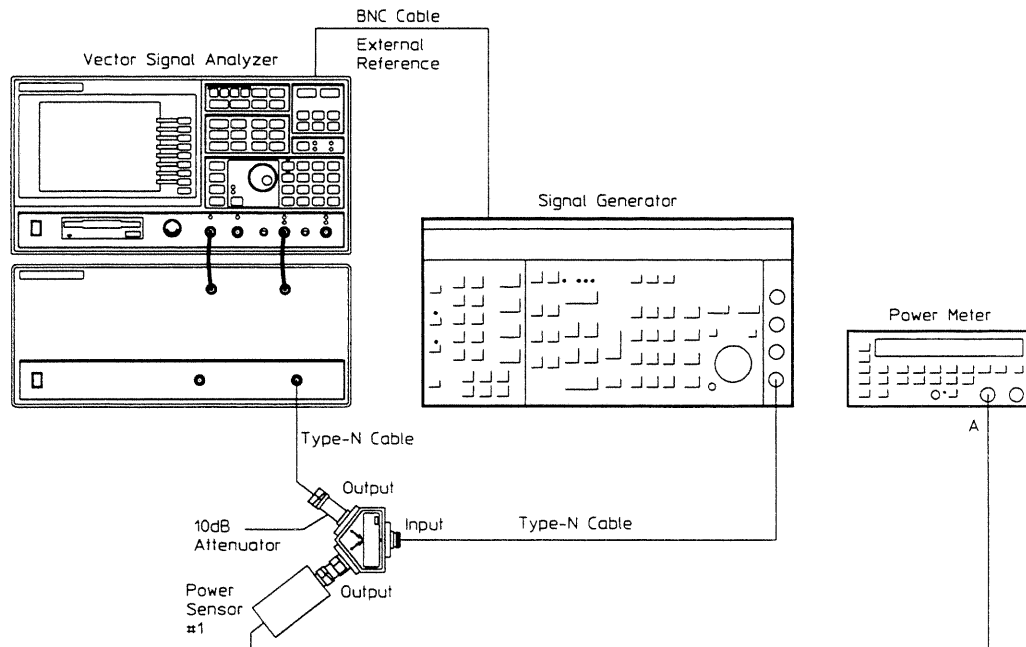 BNC Cable
External
Reference
Vector Signal Analyzer
Signal Generator
Power Meter
A
Type-N Cable
Output
10dB
Attenuator
Input
Type-N Cable
Output
Power
Sensor
#1